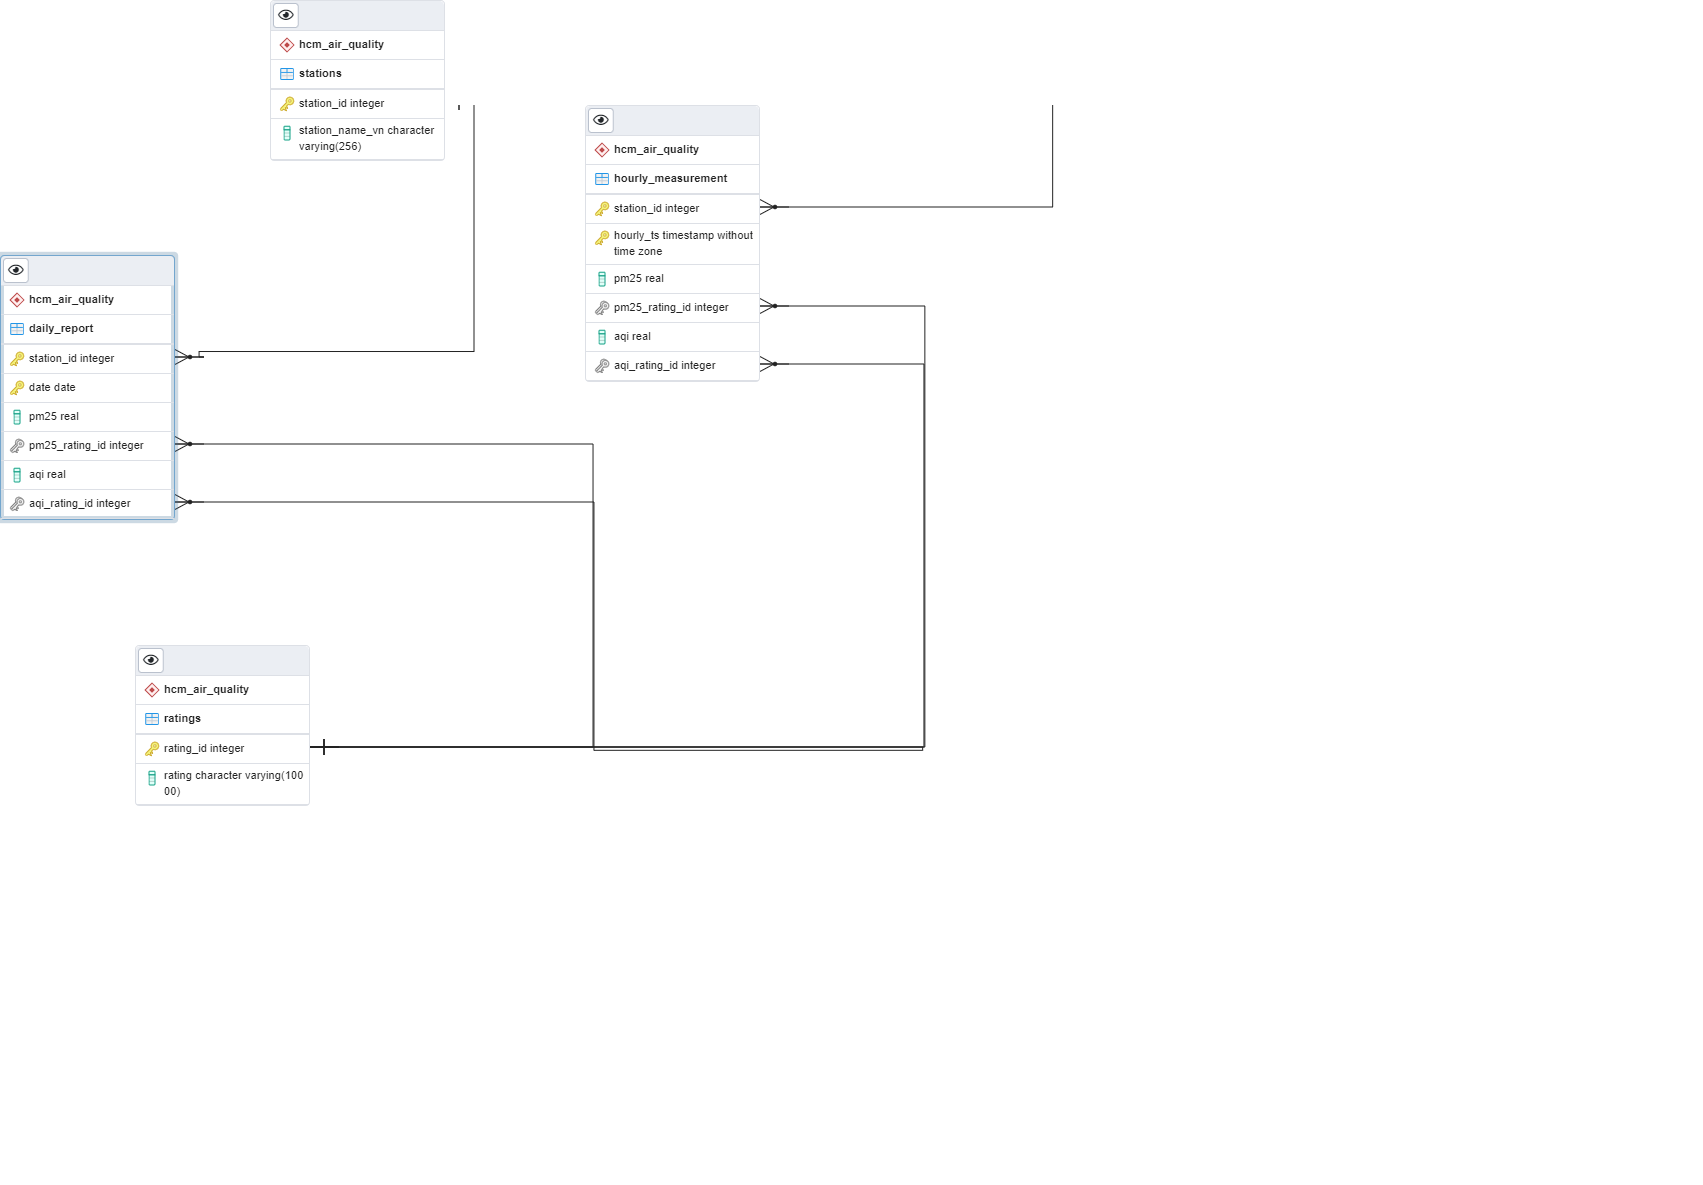 hcm_air_quality
stations
station_id integer
station_name_vn character
varying(256)
hcm_air_quality
hourly_measurement
station_id integer
hourly_ts timestamp without
time zone
pm25 real
pm25_rating_id integer
aqi real
aqi_rating_id integer
hcm_air_quality
daily_report
station_id integer
date date
pm25 real
pm25_rating_id integer
aqi real
aqi_rating_id integer
hcm_air_quality
ratings
rating_id integer
rating character varying(100
00)